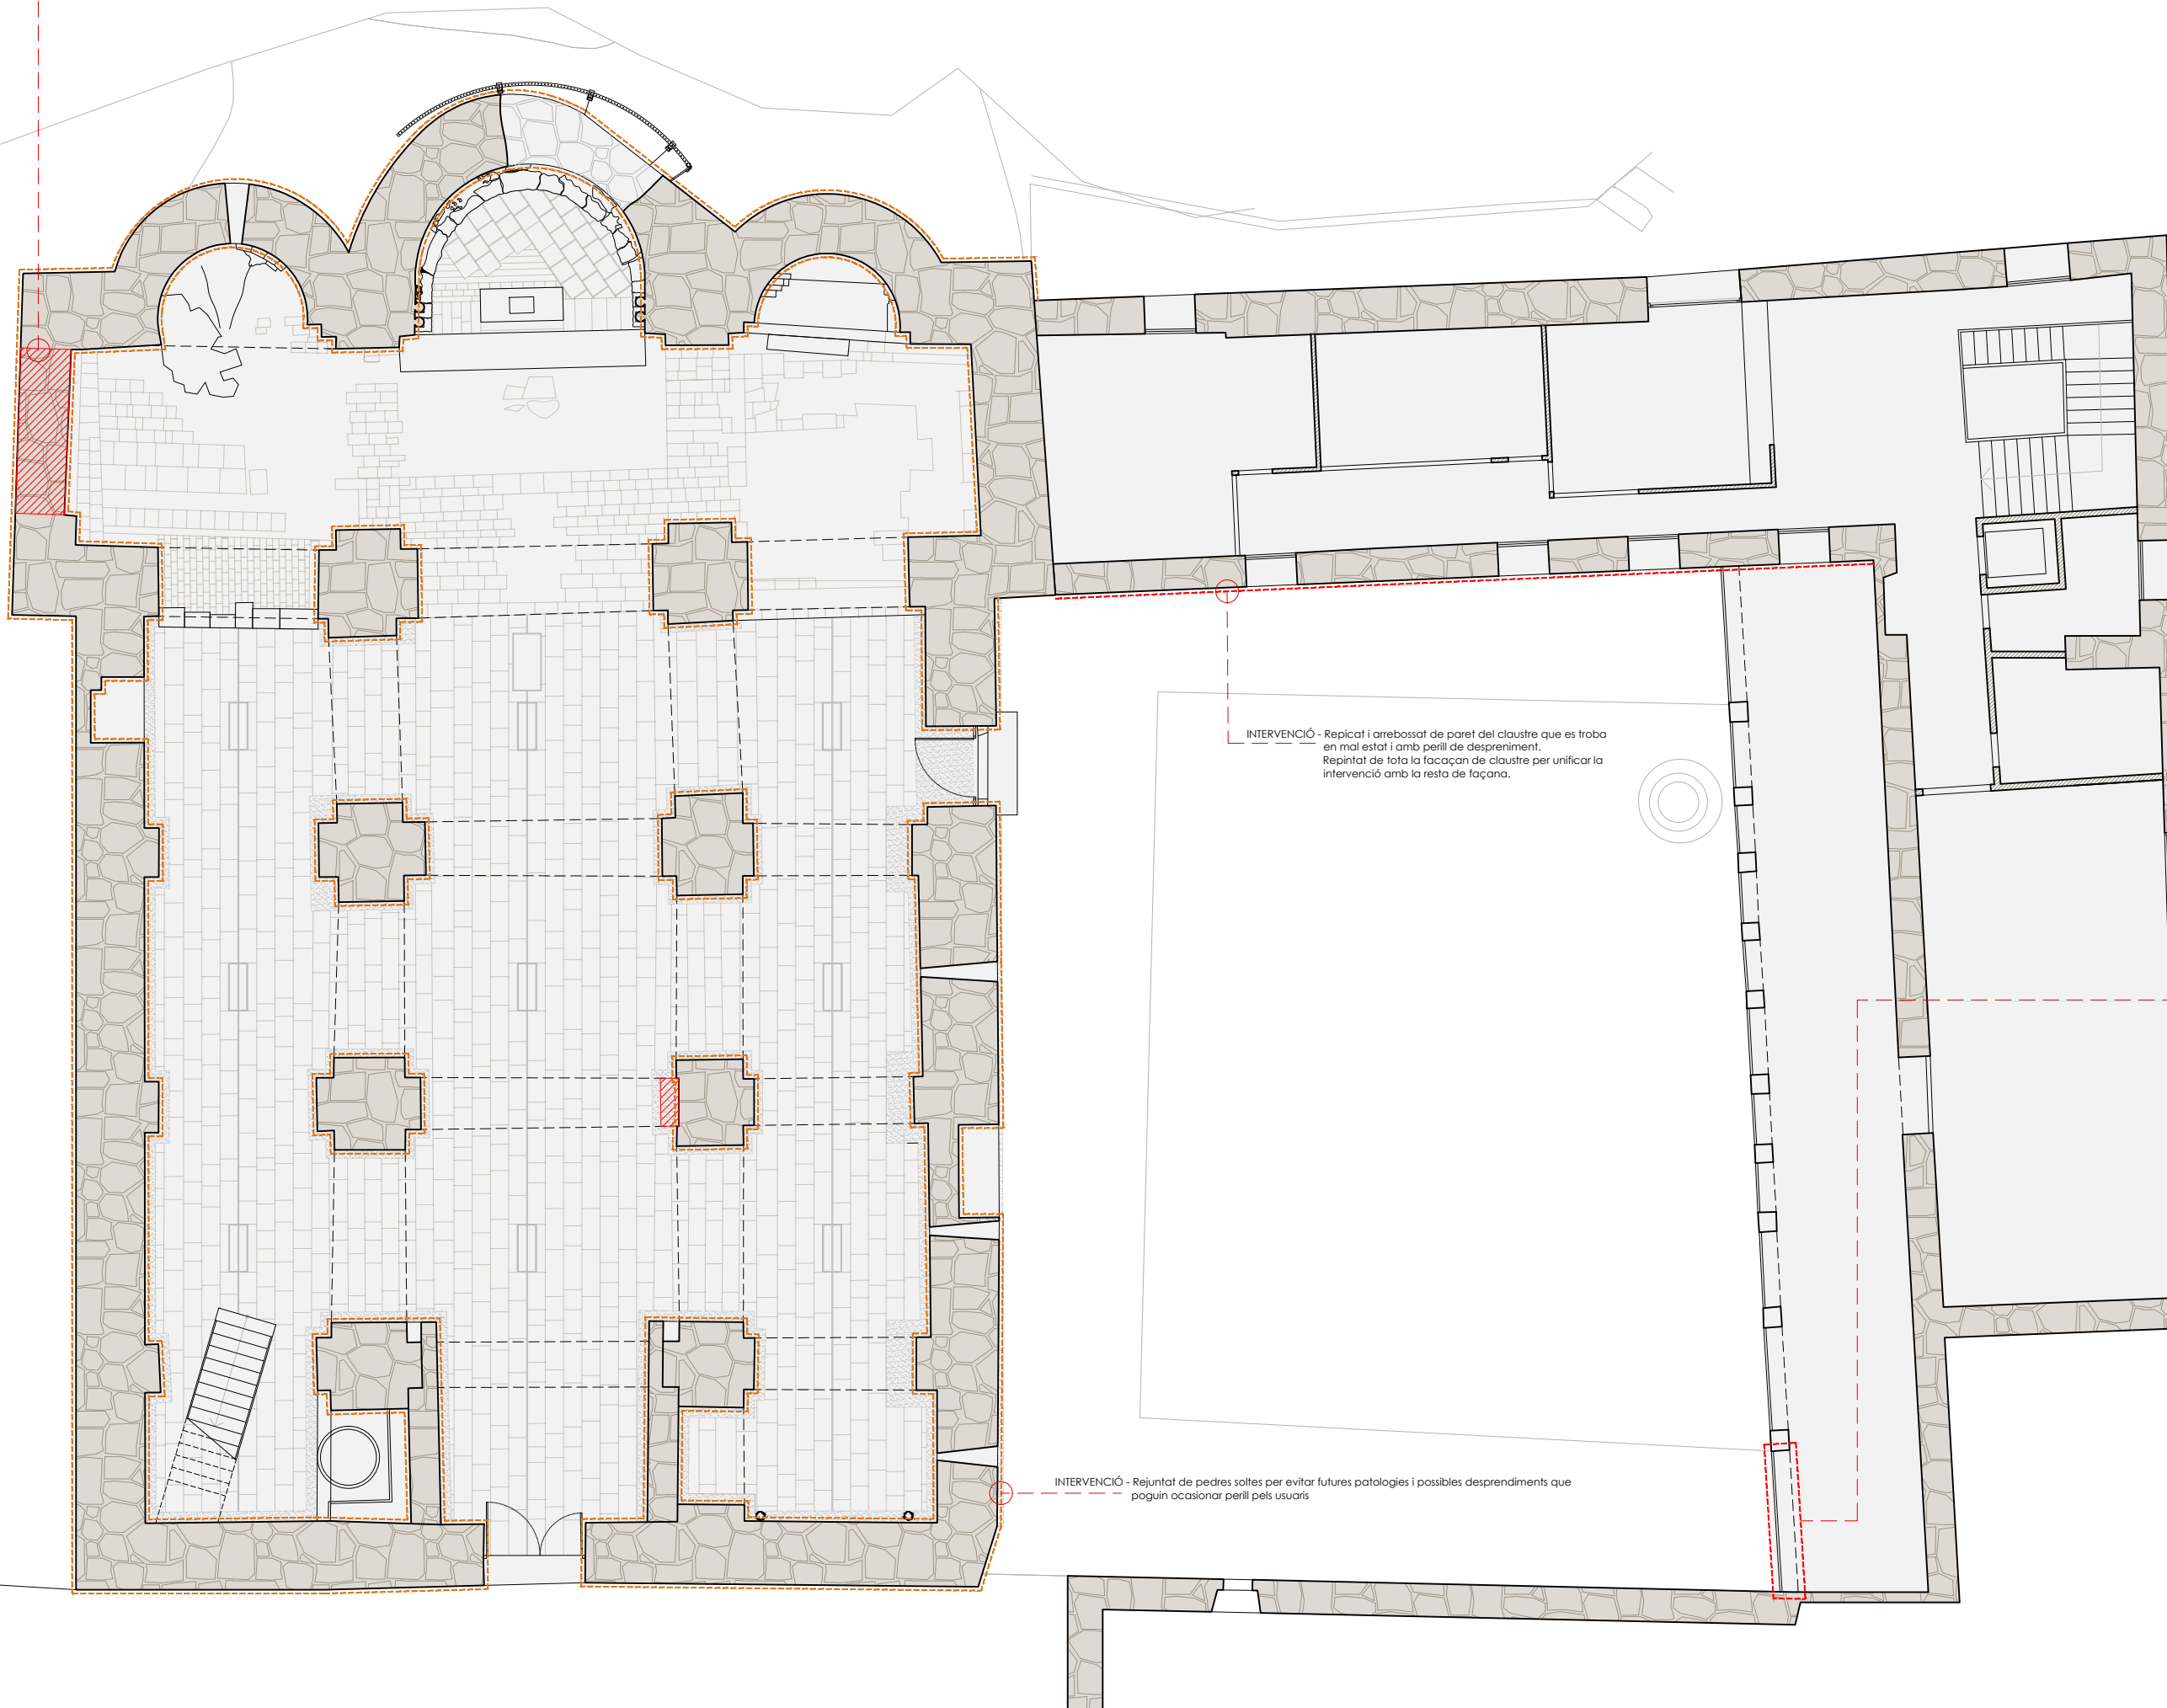 INTERVENCIÓ - Repicat i arrebossat de paret del claustre que es troba
en mal estat i amb perill de despreniment.
Repintat de tota la facaçan de claustre per unificar la
intervenció amb la resta de façana.
INTERVENCIÓ - Rejuntat de pedres soltes per evitar futures patologies i possibles desprendiments que
poguin ocasionar perill pels usuaris